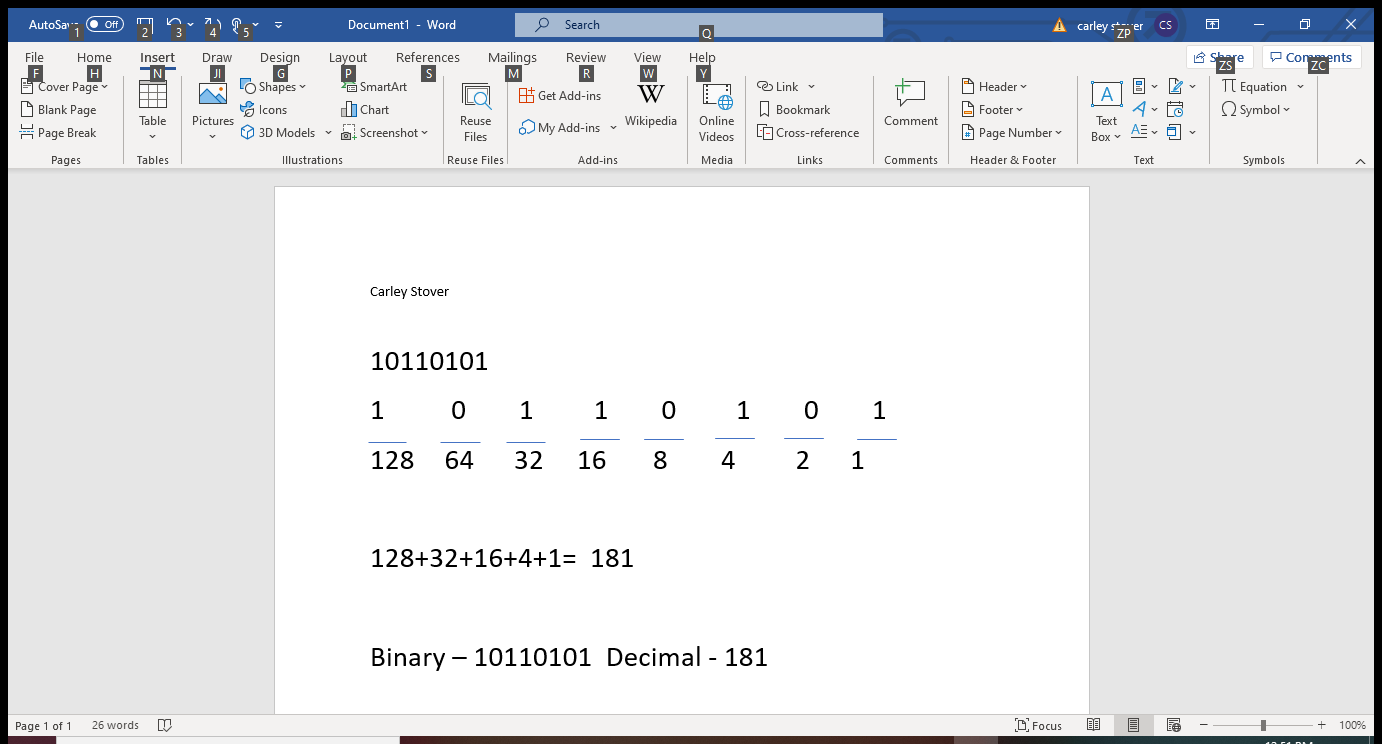 AutoSave Off Document1 - Word Search carley stover CS
1 2 3 4 5 Q ZP
File Home Insert Draw Design Layout References Mailings Review View Help Share Comments
F H N JI G P S M R W Y ZS ZC
Cover Page
Blank Page
Page Break
Pages
Table
Tables
Pictures
Shapes
Icons
3D Models
SmartArt
Chart
Screenshot
Illustrations
Reuse
Files
Reuse Files
Get Add-ins
My Add-ins
W
Wikipedia
Add-ins
Online
Videos
Media
Link
Bookmark
Cross-reference
Links
Comment
Comments
Header
Footer
Page Number
Header & Footer
A
Text
Box
Text
π Equation
Ω Symbol
Symbols
Carley Stover
10110101
1 0 1 1 0 1 0 1
128 64 32 16 8 4 2 1
128+32+16+4+1= 181
Binary – 10110101 Decimal - 181
Page 1 of 1 26 words Focus 100%